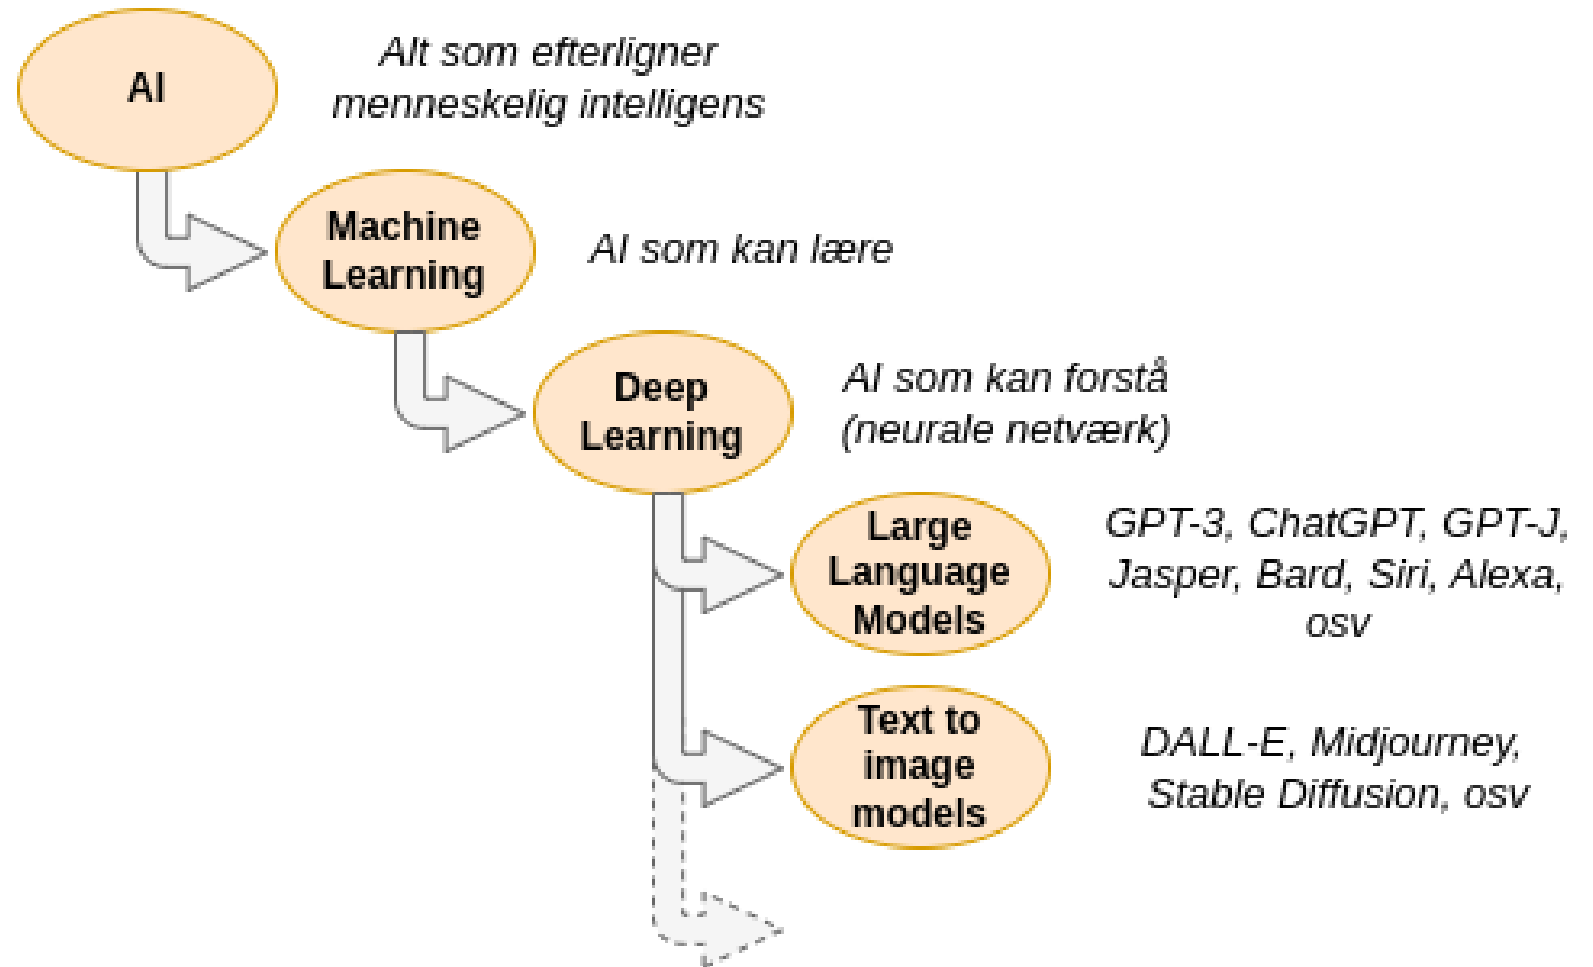 AI
Alt som efterligner
menneskelig intelligens
Machine
Learning
AI som kan lære
Deep
Learning
AI som kan forstå
(neurale netværk)
Large
Language
Models
GPT-3, ChatGPT, GPT-J,
Jasper, Bard, Siri, Alexa,
osv
Text to
image
models
DALL-E, Midjourney,
Stable Diffusion, osv